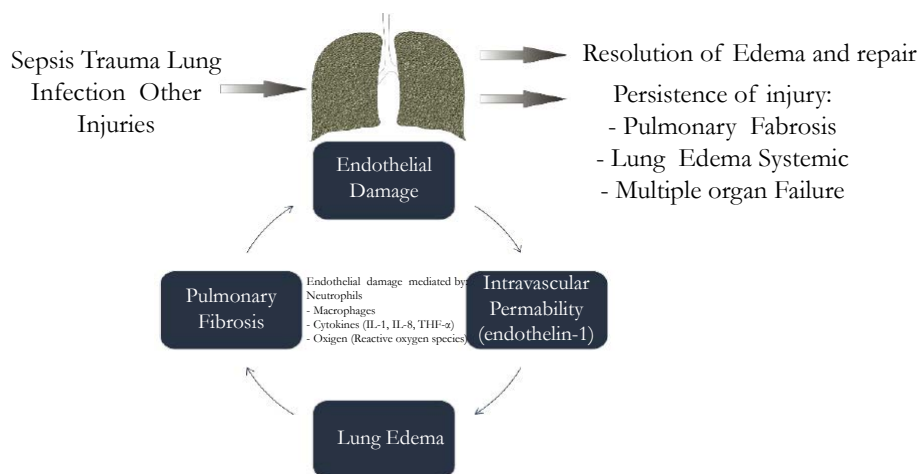 Sepsis Trauma Lung
Infection Other
Injuries
Resolution of Edema and repair
Persistence of injury:
- Pulmonary Fabrosis
- Lung Edema Systemic
- Multiple organ Failure
Endothelial
Damage
Pulmonary
Fibrosis
Endothelial damage mediated by:
Neutrophils
- Macrophages
- Cytokines (IL-1, IL-8, THF-α)
- Oxigen (Reactive oxygen species)
Intravascular
Permability
(endothelin-1)
Lung Edema